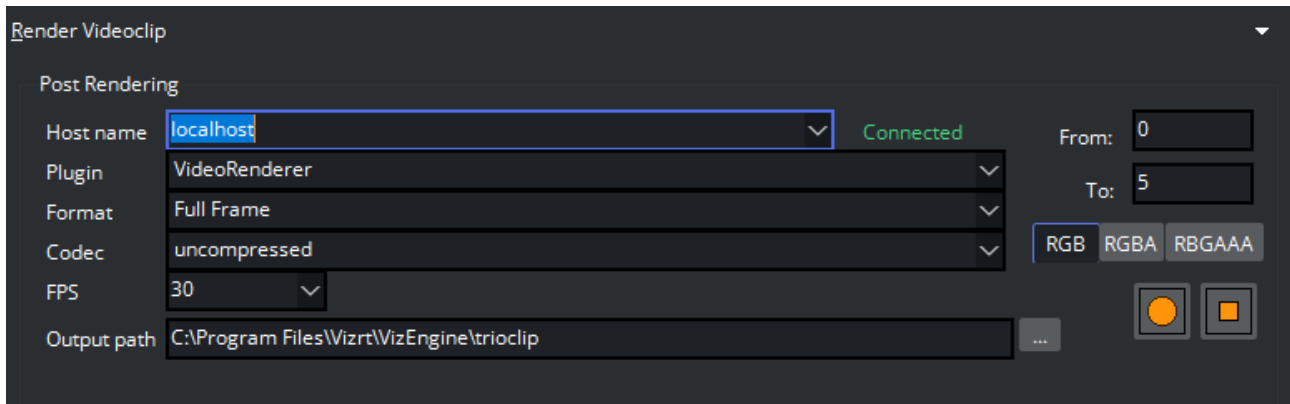 Render Videoclip
Post Rendering
Host name localhost Connected From: 0
Plugin VideoRenderer To: 5
Format Full Frame
Codec uncompressed RGB RGBA RBGAAA
FPS 30
Output path C:\Program Files\Vizrt\VizEngine\trioclip ...